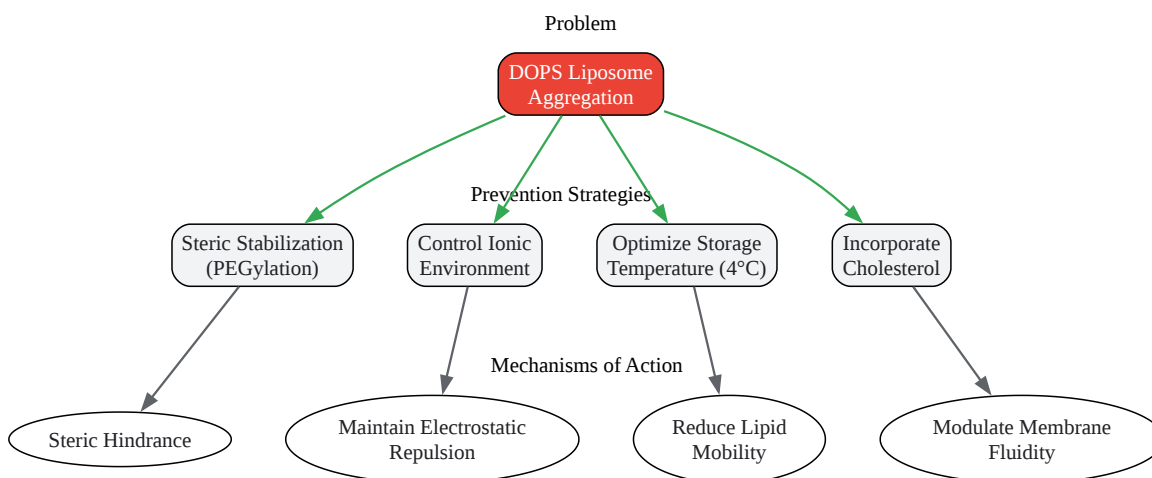 Problem
DOPS Liposome
Aggregation
Prevention Strategies
Steric Stabilization
(PEGylation)
Control Ionic
Environment
Optimize Storage
Temperature (4°C)
Incorporate
Cholesterol
Mechanisms of Action
Steric Hindrance
Maintain Electrostatic
Repulsion
Reduce Lipid
Mobility
Modulate Membrane
Fluidity